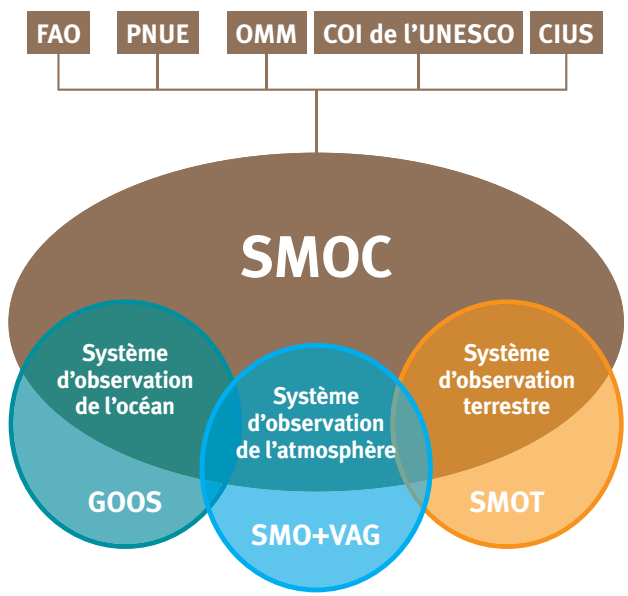 FAO
PNUE
OMM
COI de l’UNESCO
CIUS
SMOC
Système
d’observation
de l’océan
Système
d’observation
de l’atmosphère
Système
d’observation
terrestre
GOOS
SMO+VAG
SMOT